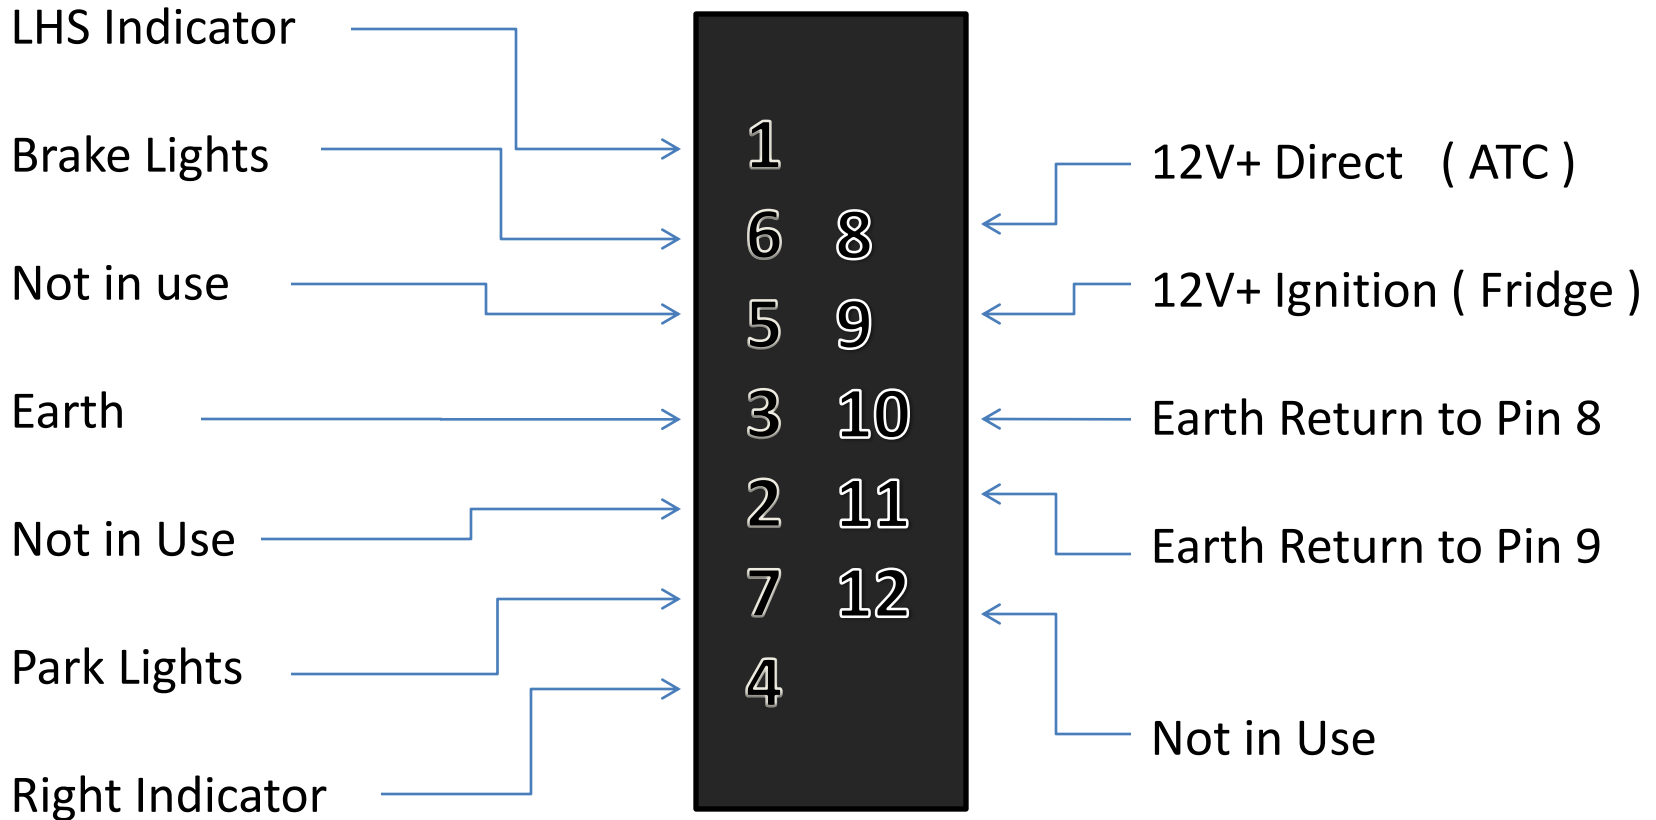 LHS Indicator
Brake Lights
Not in use
Earth
Not in Use
Park Lights
Right Indicator
1
6 8
5 9
3 10
2 11
7 12
4
12V+ Direct ( ATC )
12V+ Ignition ( Fridge )
Earth Return to Pin 8
Earth Return to Pin 9
Not in Use